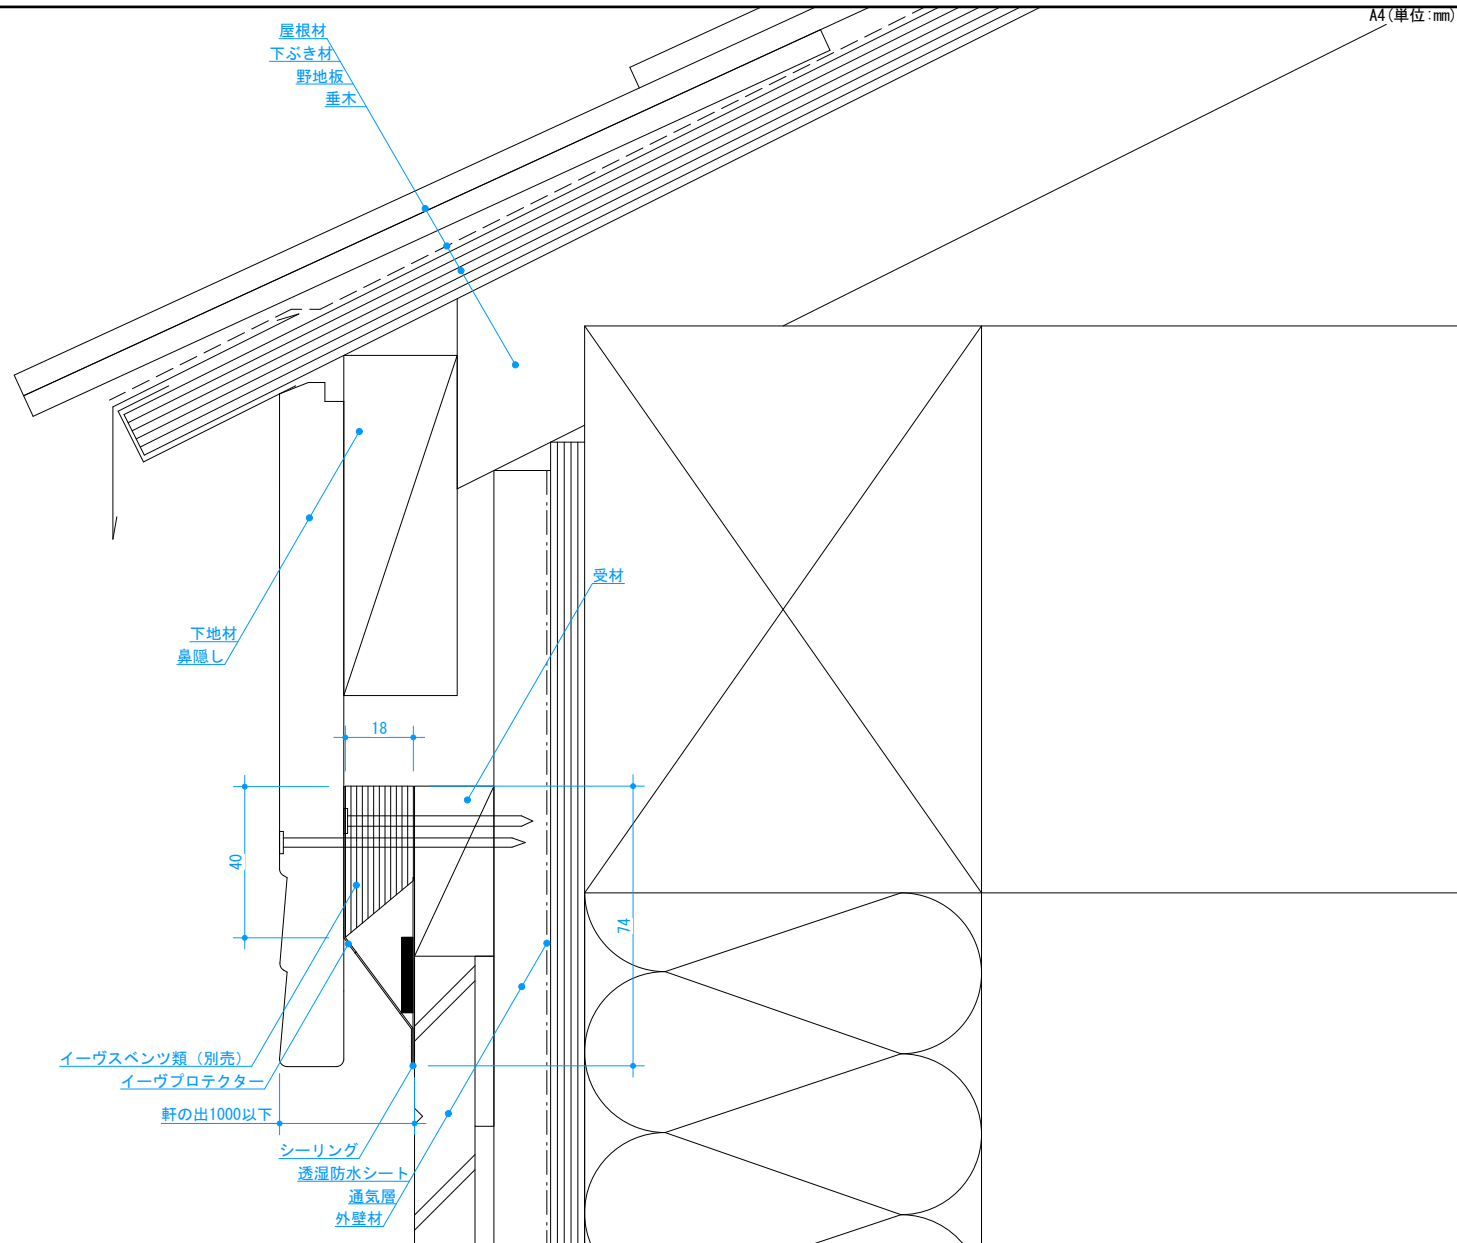 A4(単位:mm)
屋根材
下ぶき材
野地板
垂木
受材
下地材
鼻隠し
18
40
74
イーヴスベンツ類（別売）
イーヴプロテクター
軒の出1000以下
シーリング
透湿防水シート
通気層
外壁材